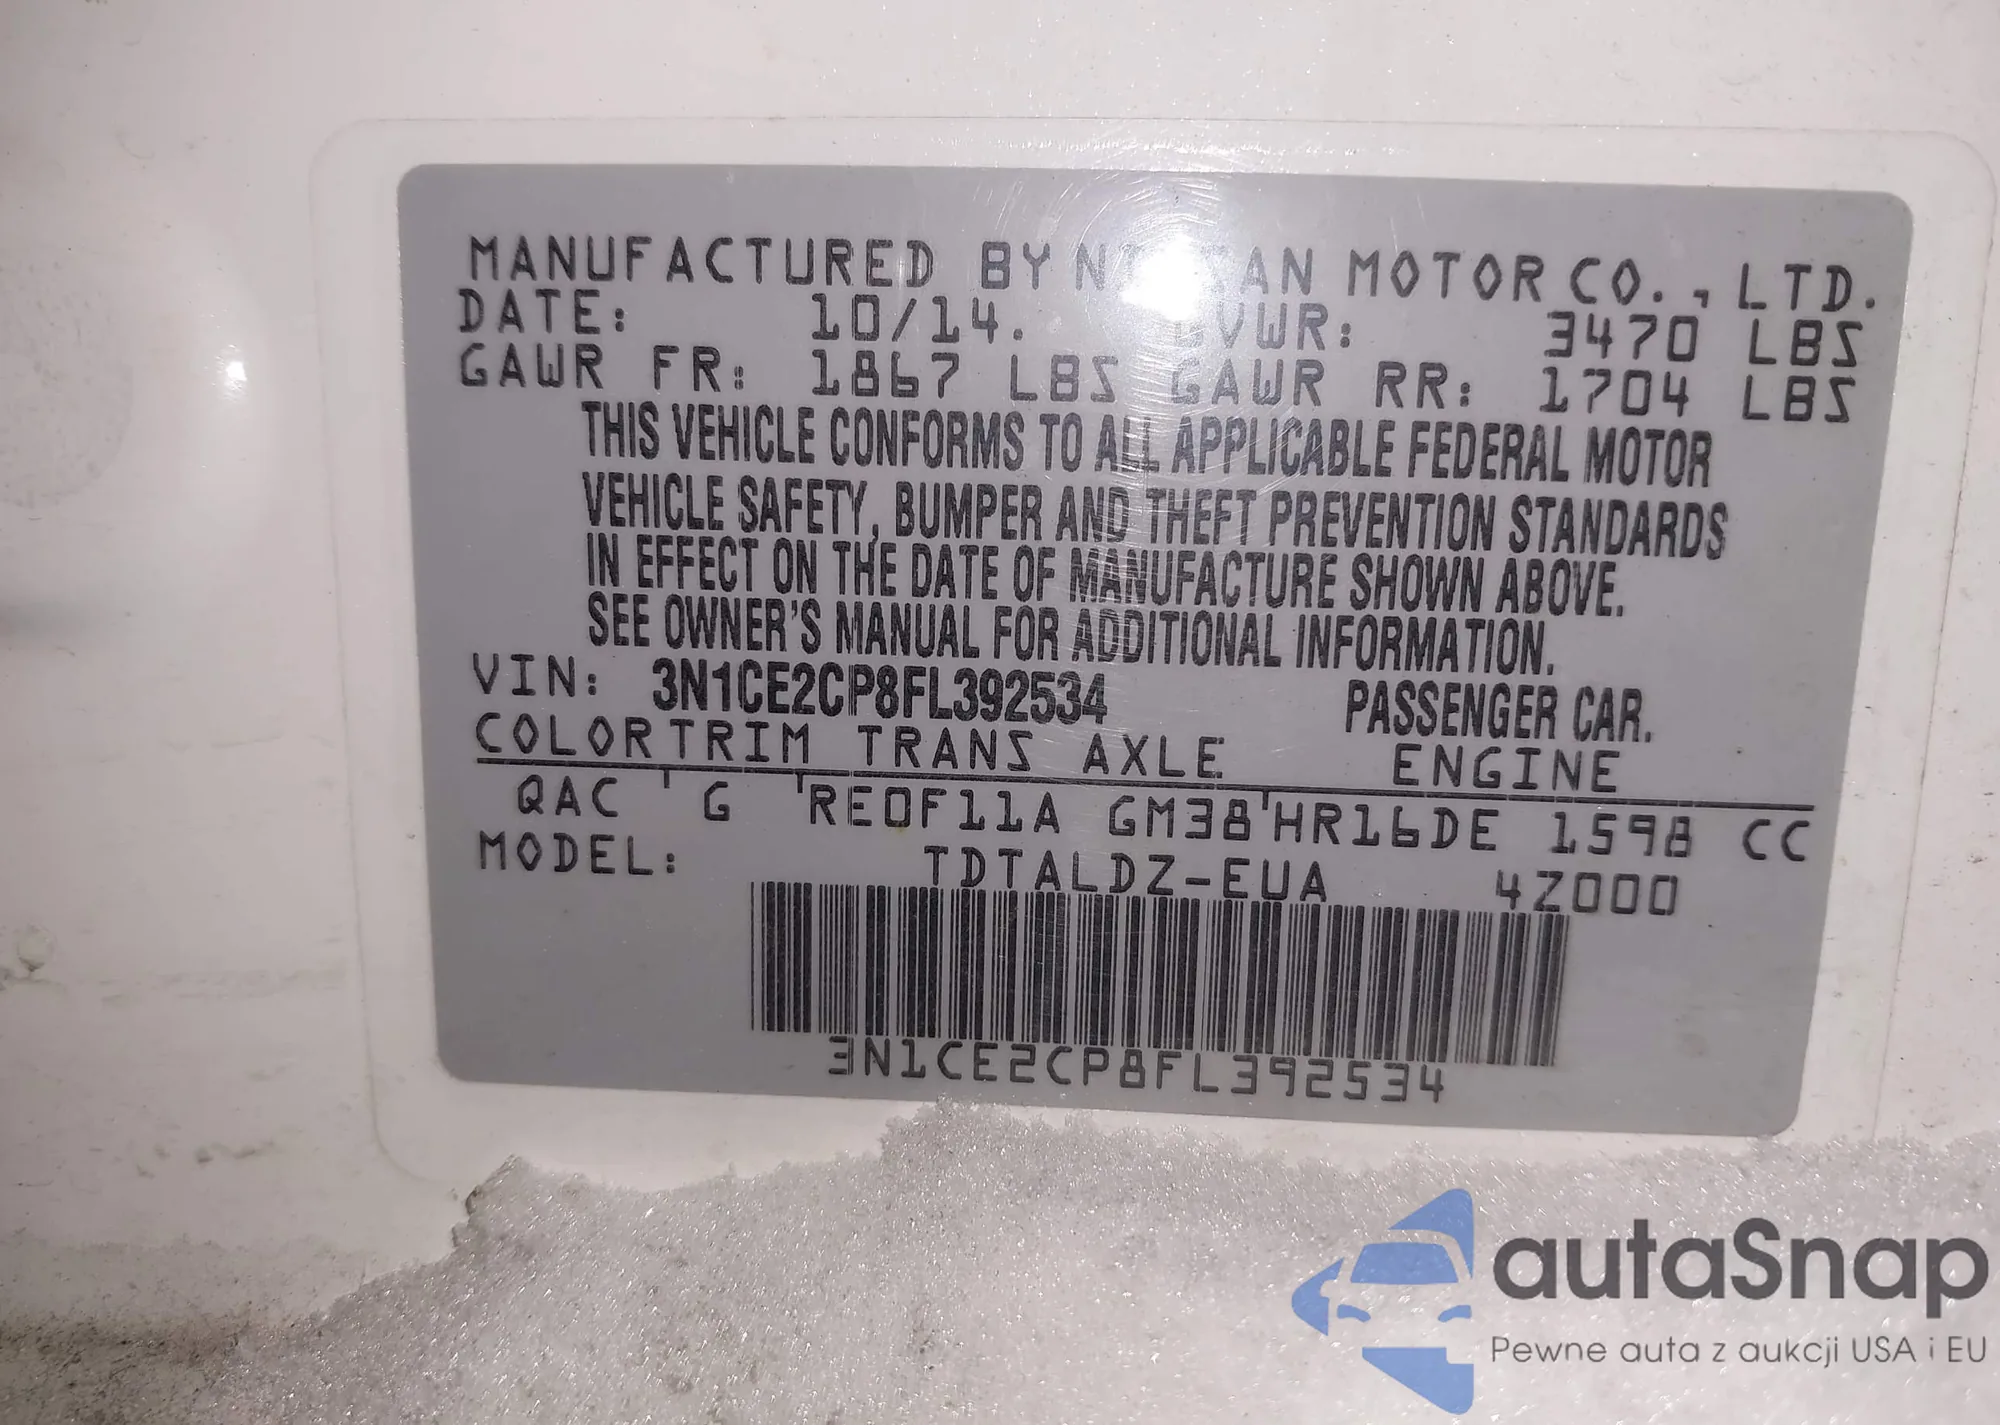 MANUFACTURED BY NISSAN MOTOR CO., LTD.
DATE: 10/14. GVWR: 3470 LBS
GAWR FR: 1867 LBS GAWR RR: 1704 LBS
THIS VEHICLE CONFORMS TO ALL APPLICABLE FEDERAL MOTOR
VEHICLE SAFETY, BUMPER AND THEFT PREVENTION STANDARDS
IN EFFECT ON THE DATE OF MANUFACTURE SHOWN ABOVE.
SEE OWNER'S MANUAL FOR ADDITIONAL INFORMATION.
VIN: 3N1CE2CP8FL392534 PASSENGER CAR.
COLOR TRIM TRANS AXLE ENGINE
QAC G RE0F11A GM38 HR16DE 1598 CC
MODEL: TDTALDZ-EUA 4Z000
3N1CE2CP8FL392534
autaSnap
Pewne auta z aukcji USA i EU